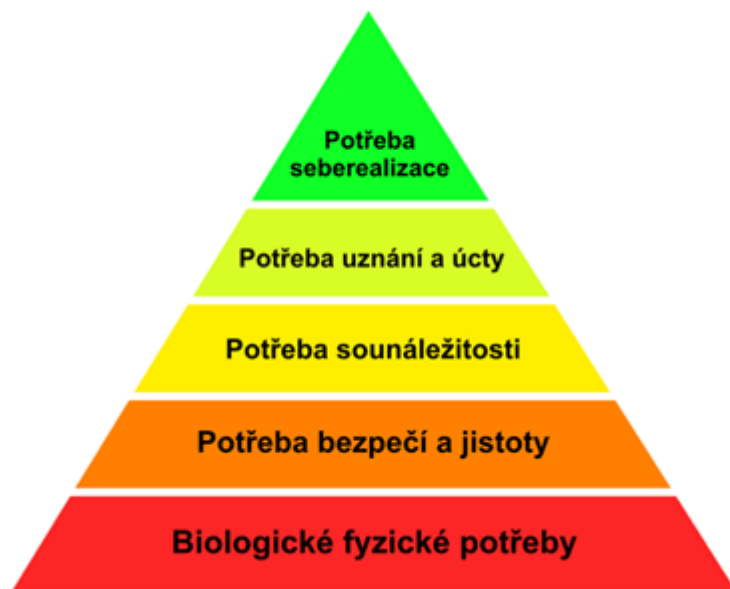 Potřeba
seberealizace
Potřeba uznání a úcty
Potřeba sounáležitosti
Potřeba bezpečí a jistoty
Biologické fyzické potřeby